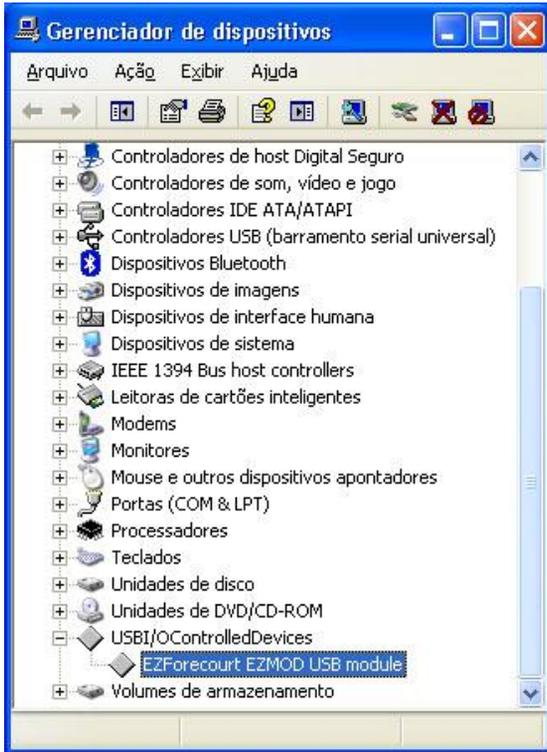 Gerenciador de dispositivos
Arquivo Ação Exibir Ajuda
Controladores de host Digital Seguro
Controladores de som, vídeo e jogo
Controladores IDE ATA/ATAPI
Controladores USB (barramento serial universal)
Dispositivos Bluetooth
Dispositivos de imagens
Dispositivos de interface humana
Dispositivos de sistema
IEEE 1394 Bus host controllers
Leitoras de cartões inteligentes
Modems
Monitores
Mouse e outros dispositivos apontadores
Portas (COM & LPT)
Processadores
Teclados
Unidades de disco
Unidades de DVD/CD-ROM
USBI/OControlledDevices
EZForecourt EZMOD USB module
Volumes de armazenamento